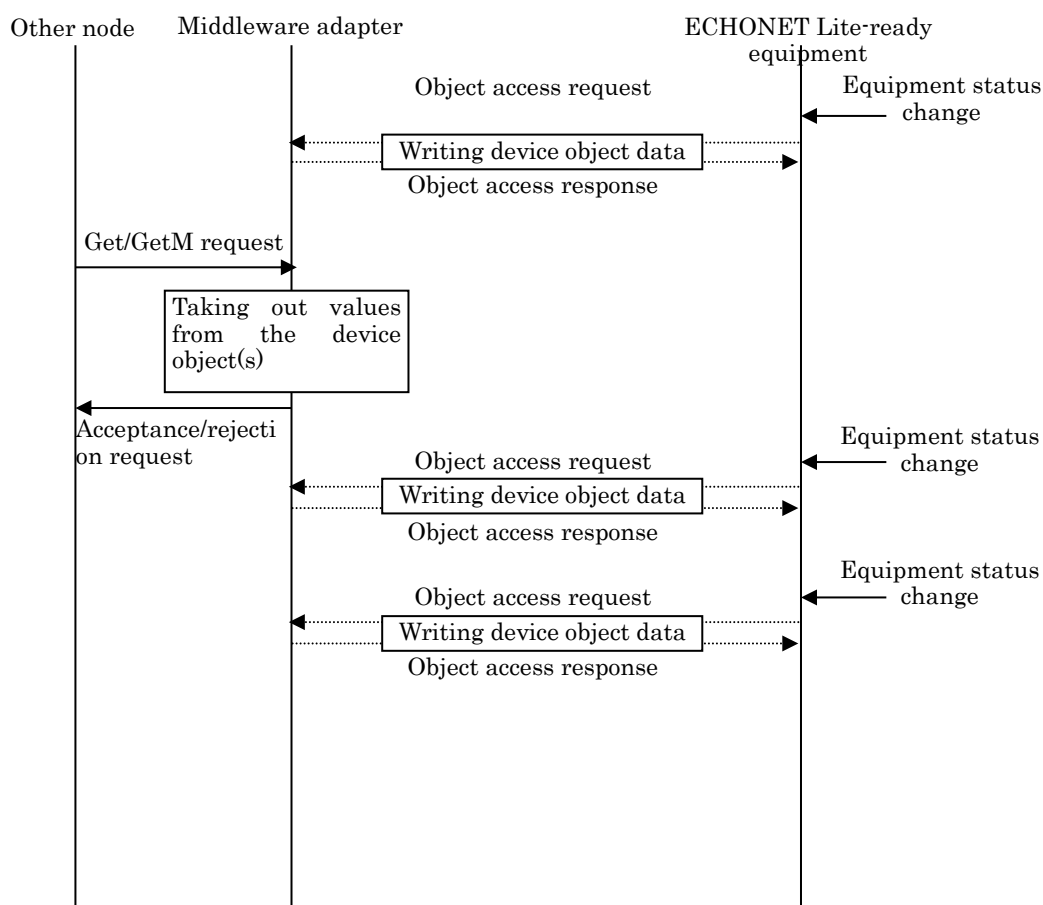 Other node
Middleware adapter
ECHONET Lite-ready
equipment
Object access request
Equipment status
change
Writing device object data
Object access response
Get/GetM request
Taking out values
from the device
object(s)
Acceptance/rejecti
on request
Equipment status
change
Object access request
Writing device object data
Object access response
Equipment status
change
Object access request
Writing device object data
Object access response